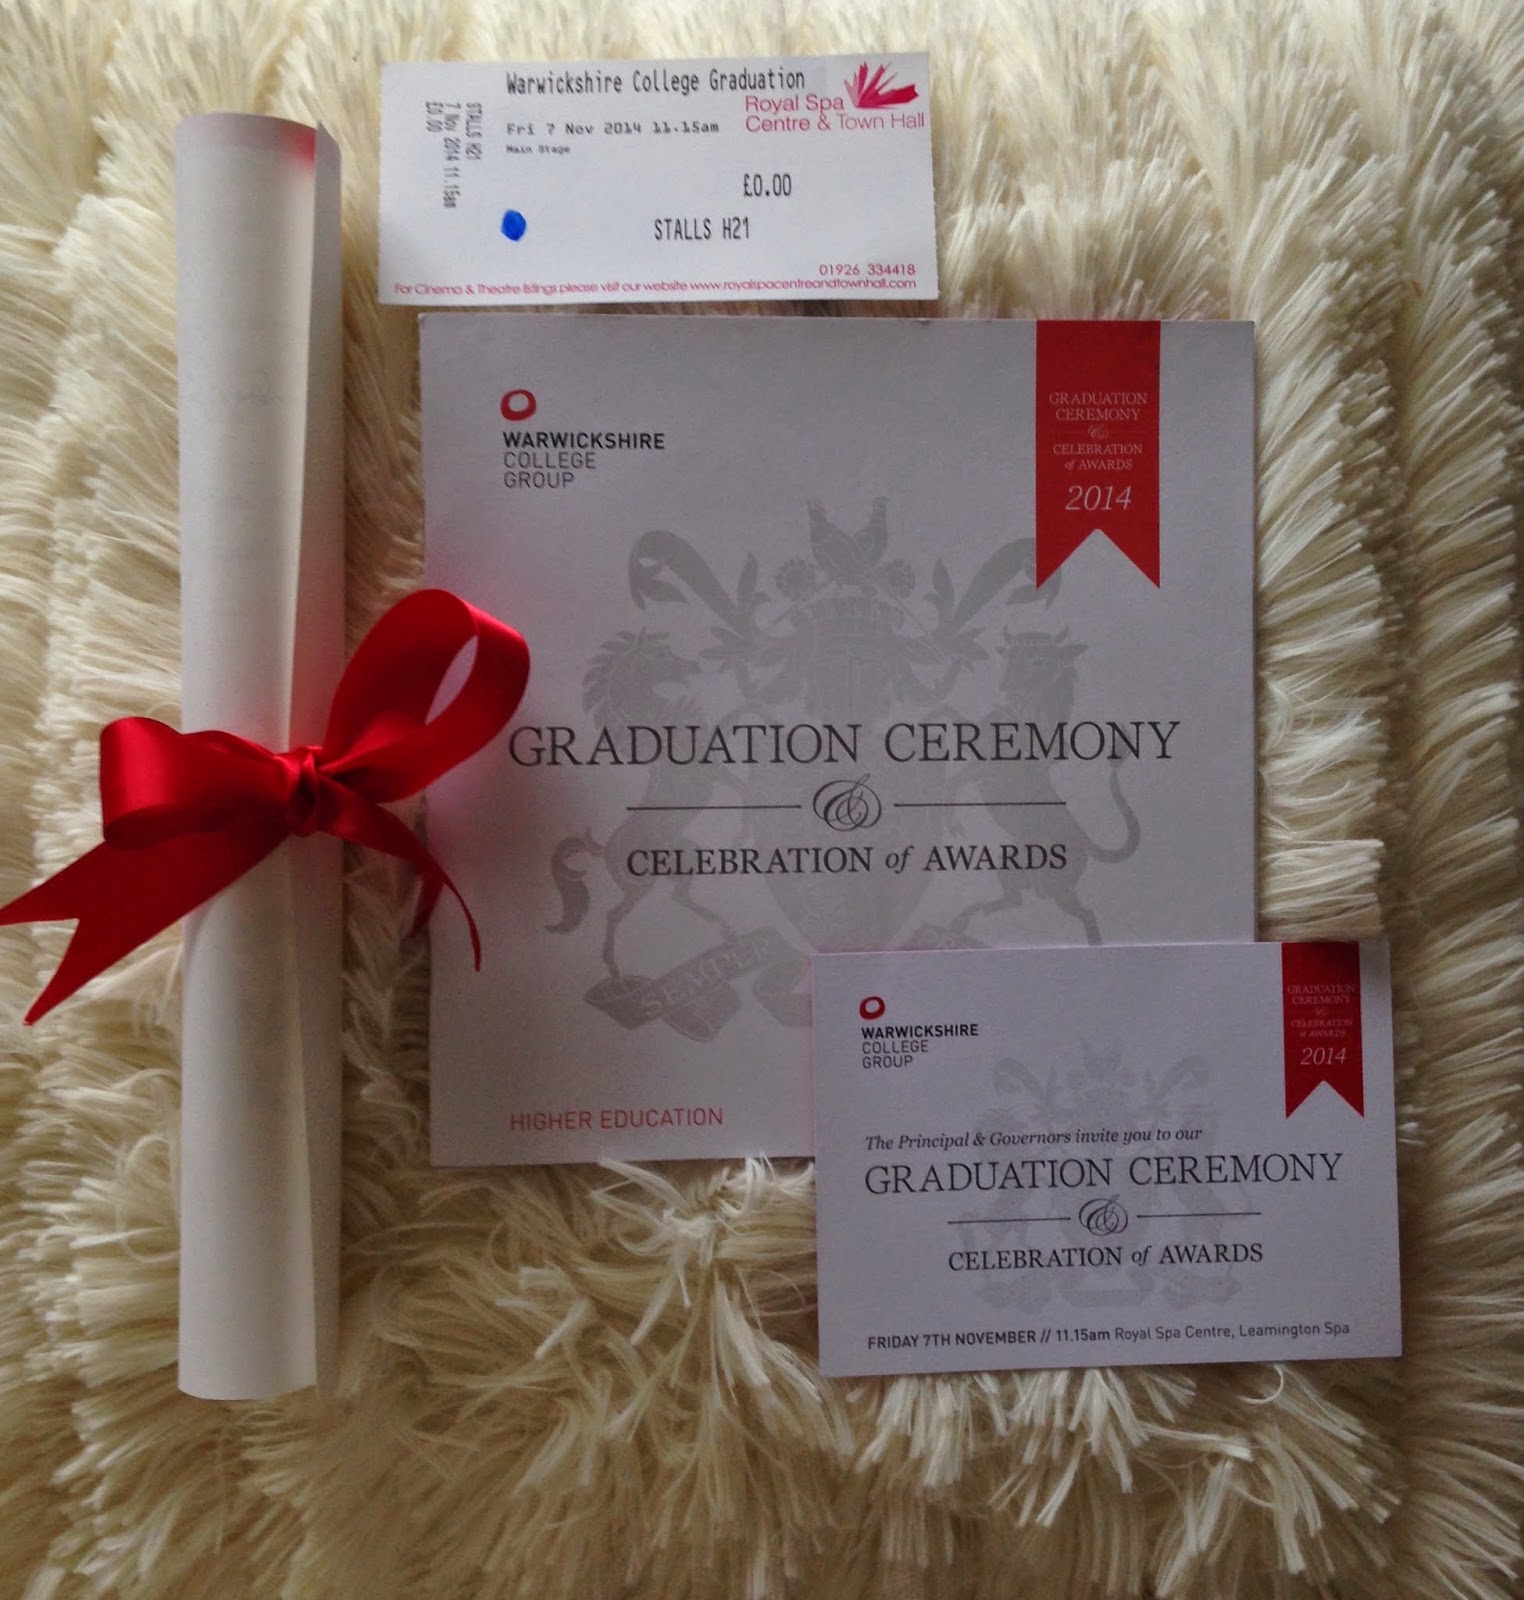 Warwickshire College Graduation
Royal Spa
Centre & Town Hall
Fri 7 Nov 2014 11.15am
Main Stage
£0.00
STALLS H21
01926 334418
For Cinema & Theatre listings please visit our website www.royalspacentreandtownhall.com
STALLS H21
7 Nov 2014 11.15am
£0.00
WARWICKSHIRE
COLLEGE
GROUP
GRADUATION
CEREMONY
&
CELEBRATION
of AWARDS
2014
GRADUATION CEREMONY
&
CELEBRATION of AWARDS
SEMPER
HIGHER EDUCATION
WARWICKSHIRE
COLLEGE
GROUP
GRADUATION
CEREMONY
&
CELEBRATION
of AWARDS
2014
The Principal & Governors invite you to our
GRADUATION CEREMONY
&
CELEBRATION of AWARDS
FRIDAY 7TH NOVEMBER // 11.15am Royal Spa Centre, Leamington Spa